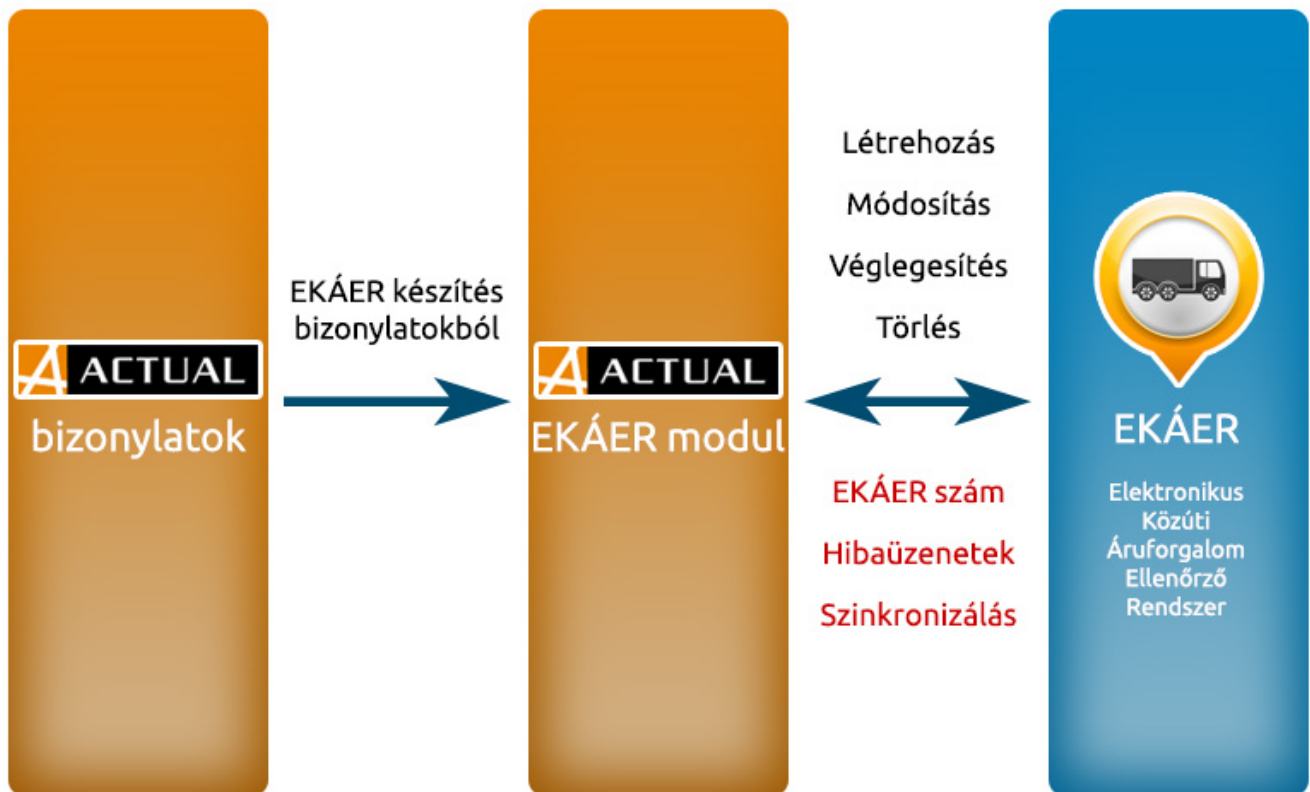 ACTUAL
bizonylatok
EKÁER készítés
bizonylatokból
ACTUAL
EKÁER modul
Létrehozás
Módosítás
Véglegesítés
Törlés
EKÁER szám
Hibaüzenetek
Szinkronizálás
EKÁER
Elektronikus
Közúti
Áruforgalom
Ellenőrző
Rendszer